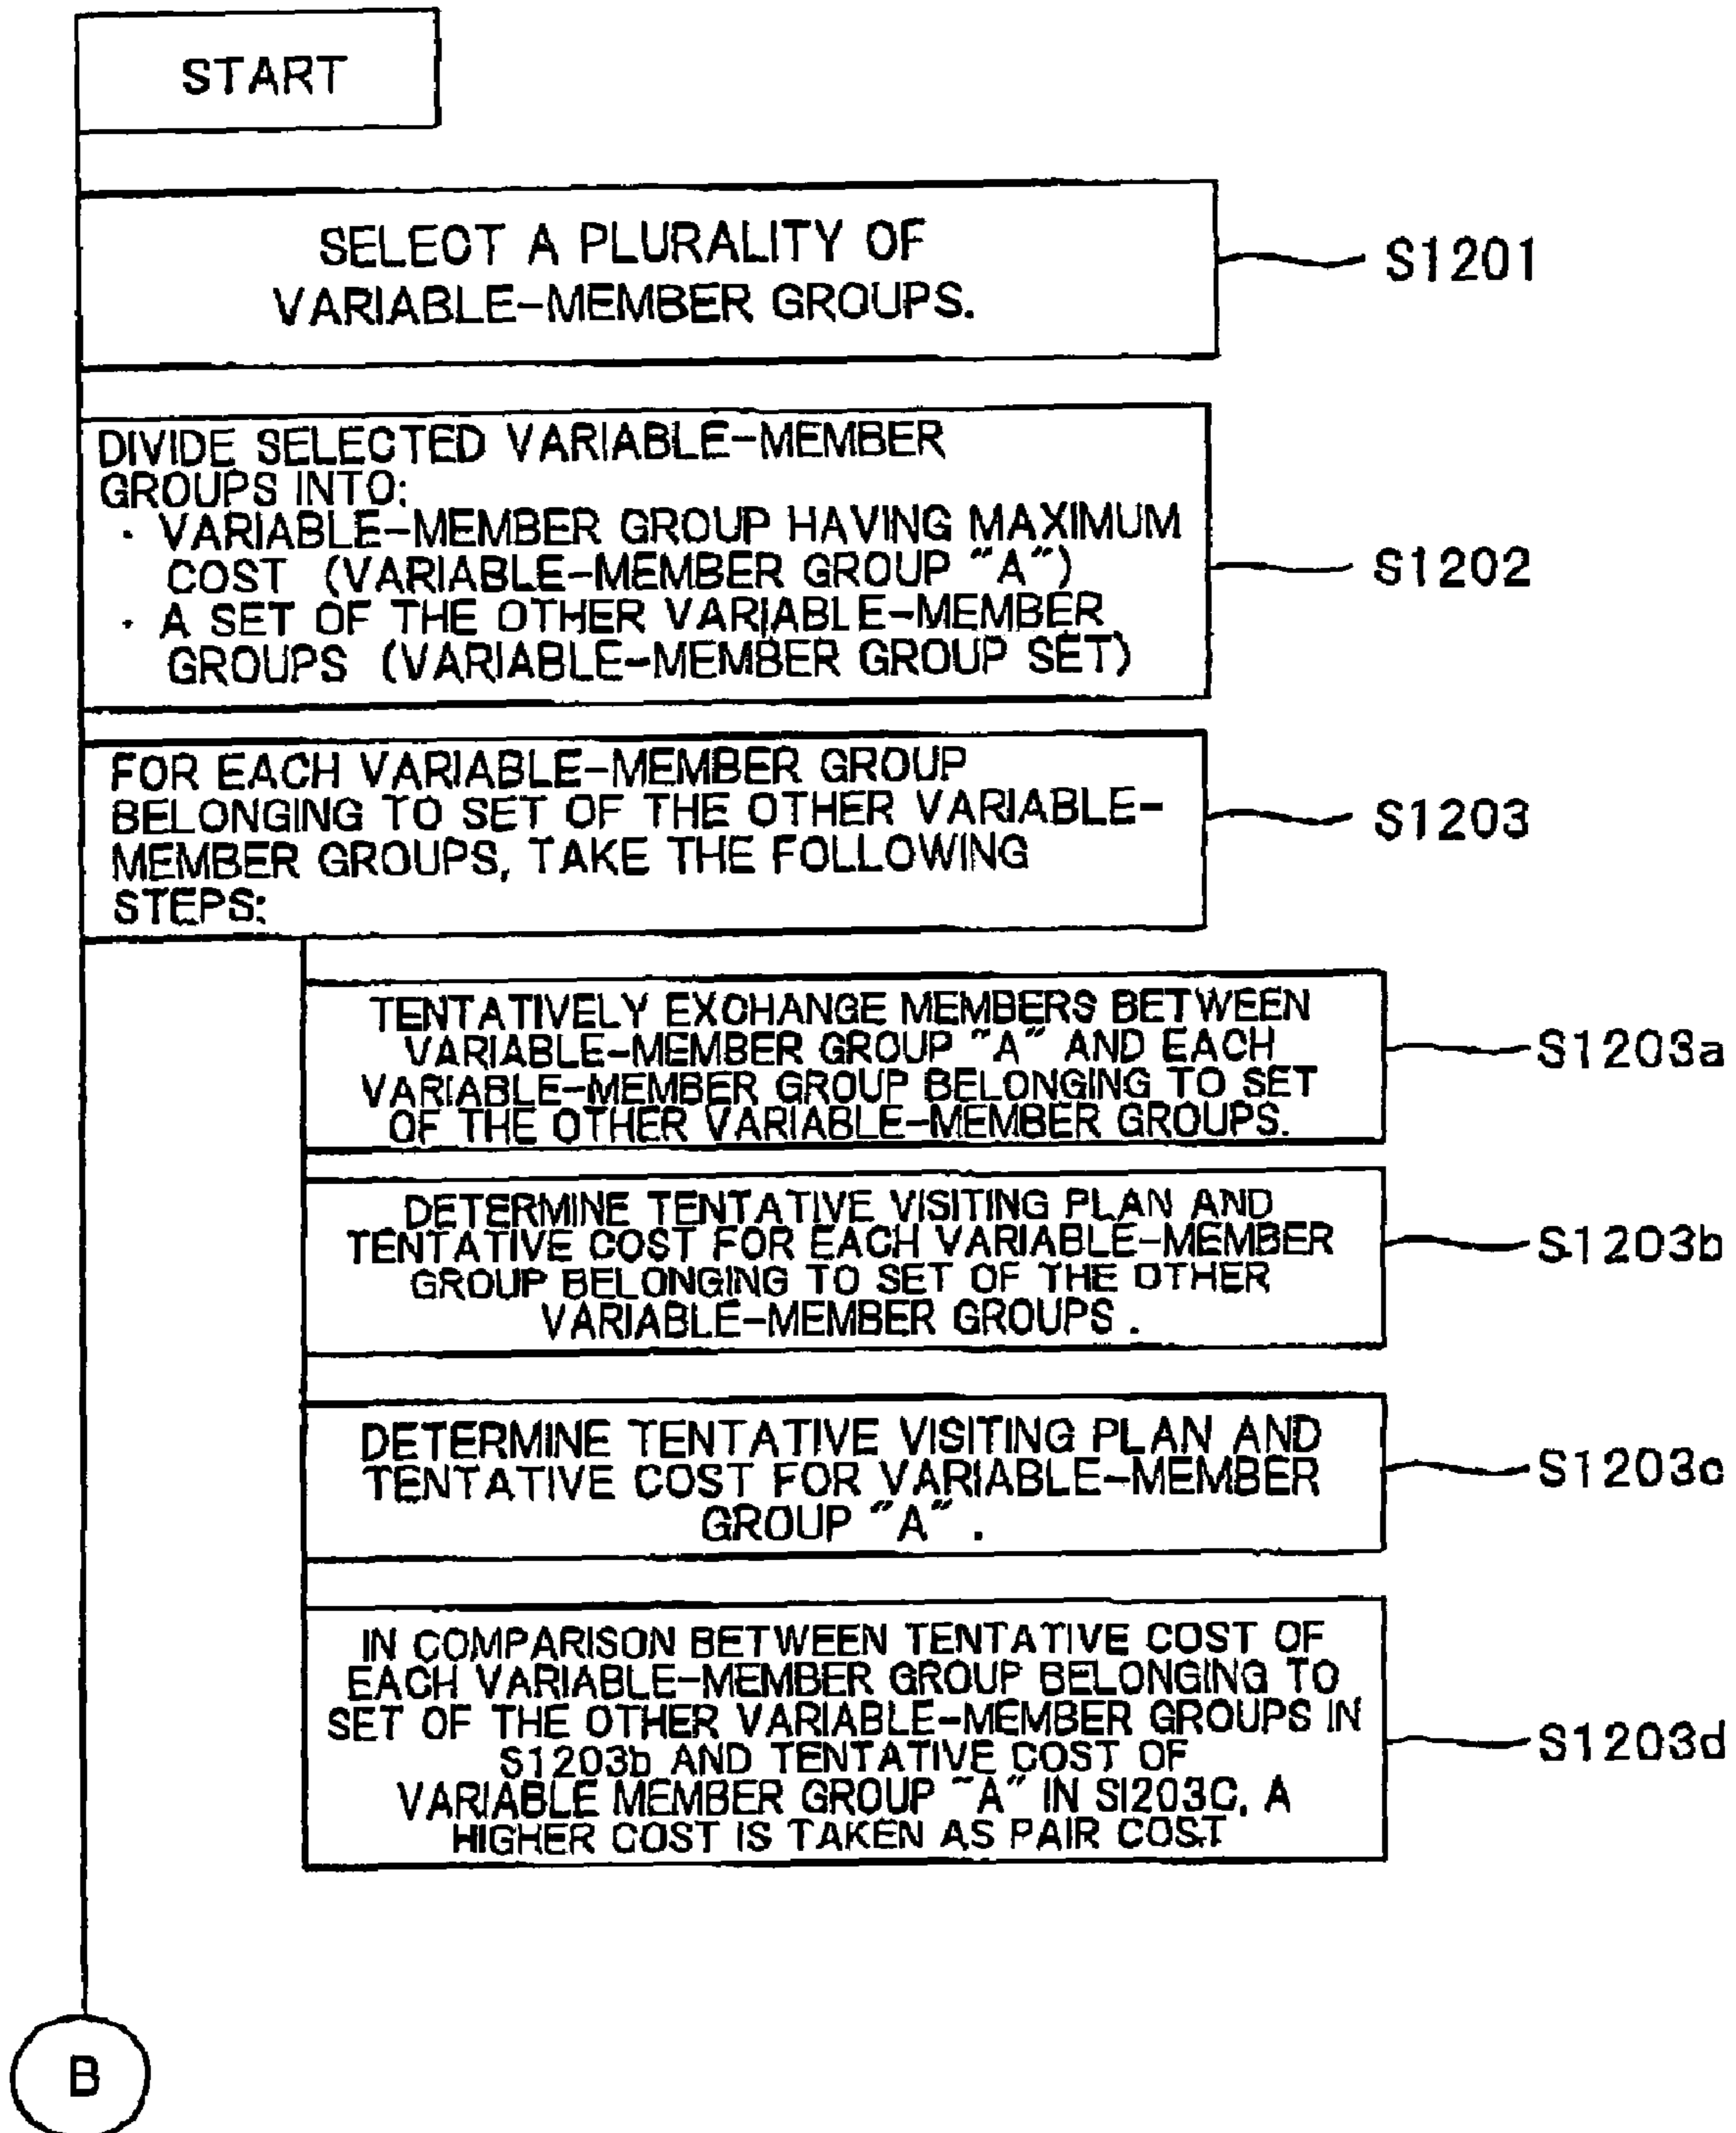 START
SELECT A PLURALITY OF
VARIABLE-MEMBER GROUPS.
S1201
DIVIDE SELECTED VARIABLE-MEMBER
GROUPS INTO:
· VARIABLE-MEMBER GROUP HAVING MAXIMUM
COST (VARIABLE-MEMBER GROUP "A")
· A SET OF THE OTHER VARIABLE-MEMBER
GROUPS (VARIABLE-MEMBER GROUP SET)
S1202
FOR EACH VARIABLE-MEMBER GROUP
BELONGING TO SET OF THE OTHER VARIABLE-
MEMBER GROUPS, TAKE THE FOLLOWING
STEPS:
S1203
TENTATIVELY EXCHANGE MEMBERS BETWEEN
VARIABLE-MEMBER GROUP "A" AND EACH
VARIABLE-MEMBER GROUP BELONGING TO SET
OF THE OTHER VARIABLE-MEMBER GROUPS.
S1203a
DETERMINE TENTATIVE VISITING PLAN AND
TENTATIVE COST FOR EACH VARIABLE-MEMBER
GROUP BELONGING TO SET OF THE OTHER
VARIABLE-MEMBER GROUPS .
S1203b
DETERMINE TENTATIVE VISITING PLAN AND
TENTATIVE COST FOR VARIABLE-MEMBER
GROUP "A" .
S1203c
IN COMPARISON BETWEEN TENTATIVE COST OF
EACH VARIABLE-MEMBER GROUP BELONGING TO
SET OF THE OTHER VARIABLE-MEMBER GROUPS IN
S1203b AND TENTATIVE COST OF
VARIABLE MEMBER GROUP "A" IN SI203C, A
HIGHER COST IS TAKEN AS PAIR COST
S1203d
B